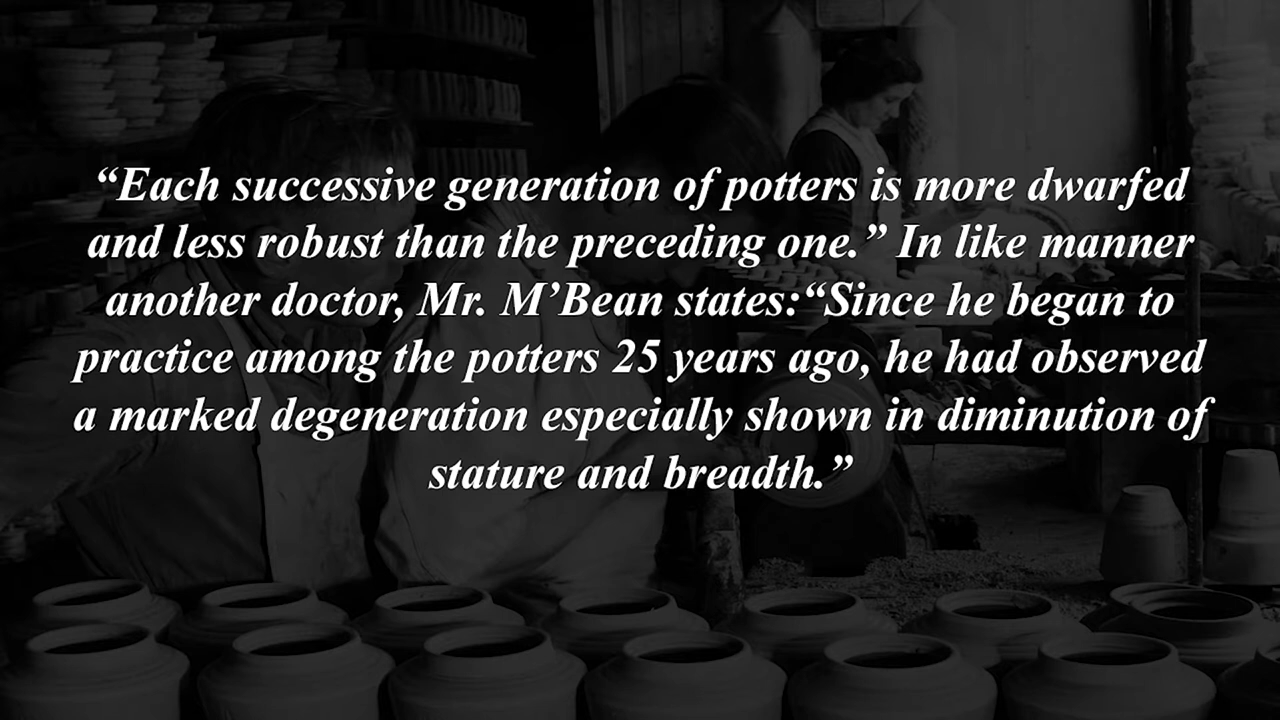 “Each successive generation of potters is more dwarfed
and less robust than the preceding one.” In like manner
another doctor, Mr. M’Bean states:“Since he began to
practice among the potters 25 years ago, he had observed
a marked degeneration especially shown in diminution of
stature and breadth.”